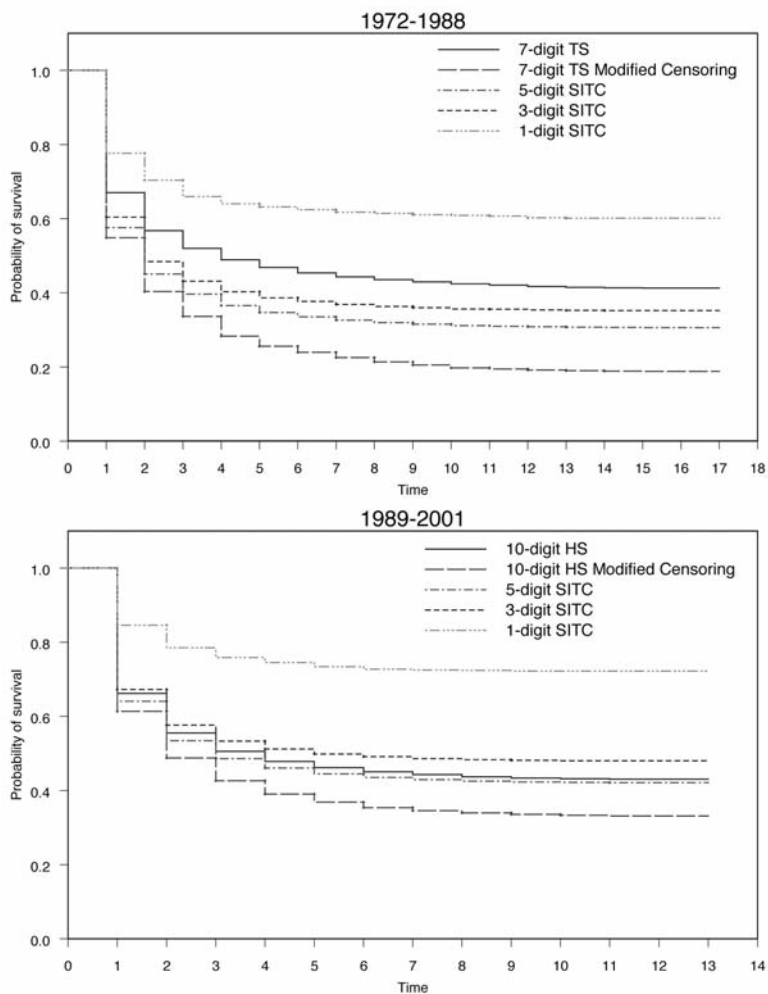 1972-1988
7-digit TS
7-digit TS Modified Censoring
5-digit SITC
3-digit SITC
1-digit SITC
Probability of survival
1.0
0.8
0.6
0.4
0.2
0.0
0 1 2 3 4 5 6 7 8 9 10 11 12 13 14 15 16 17 18
Time
1989-2001
10-digit HS
10-digit HS Modified Censoring
5-digit SITC
3-digit SITC
1-digit SITC
Probability of survival
1.0
0.8
0.6
0.4
0.2
0.0
0 1 2 3 4 5 6 7 8 9 10 11 12 13 14
Time